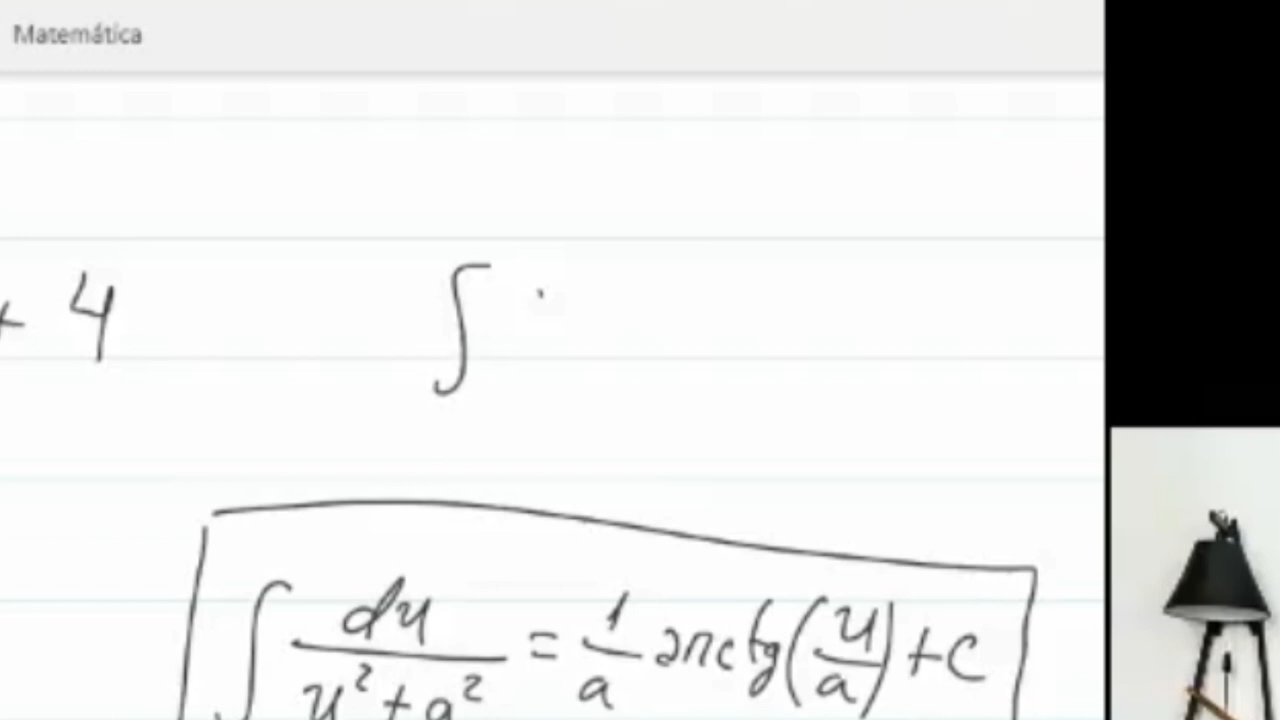 Matemática
+ 4 ∫
∫ du/(u² + a²) = 1/a arctg(u/a) + C